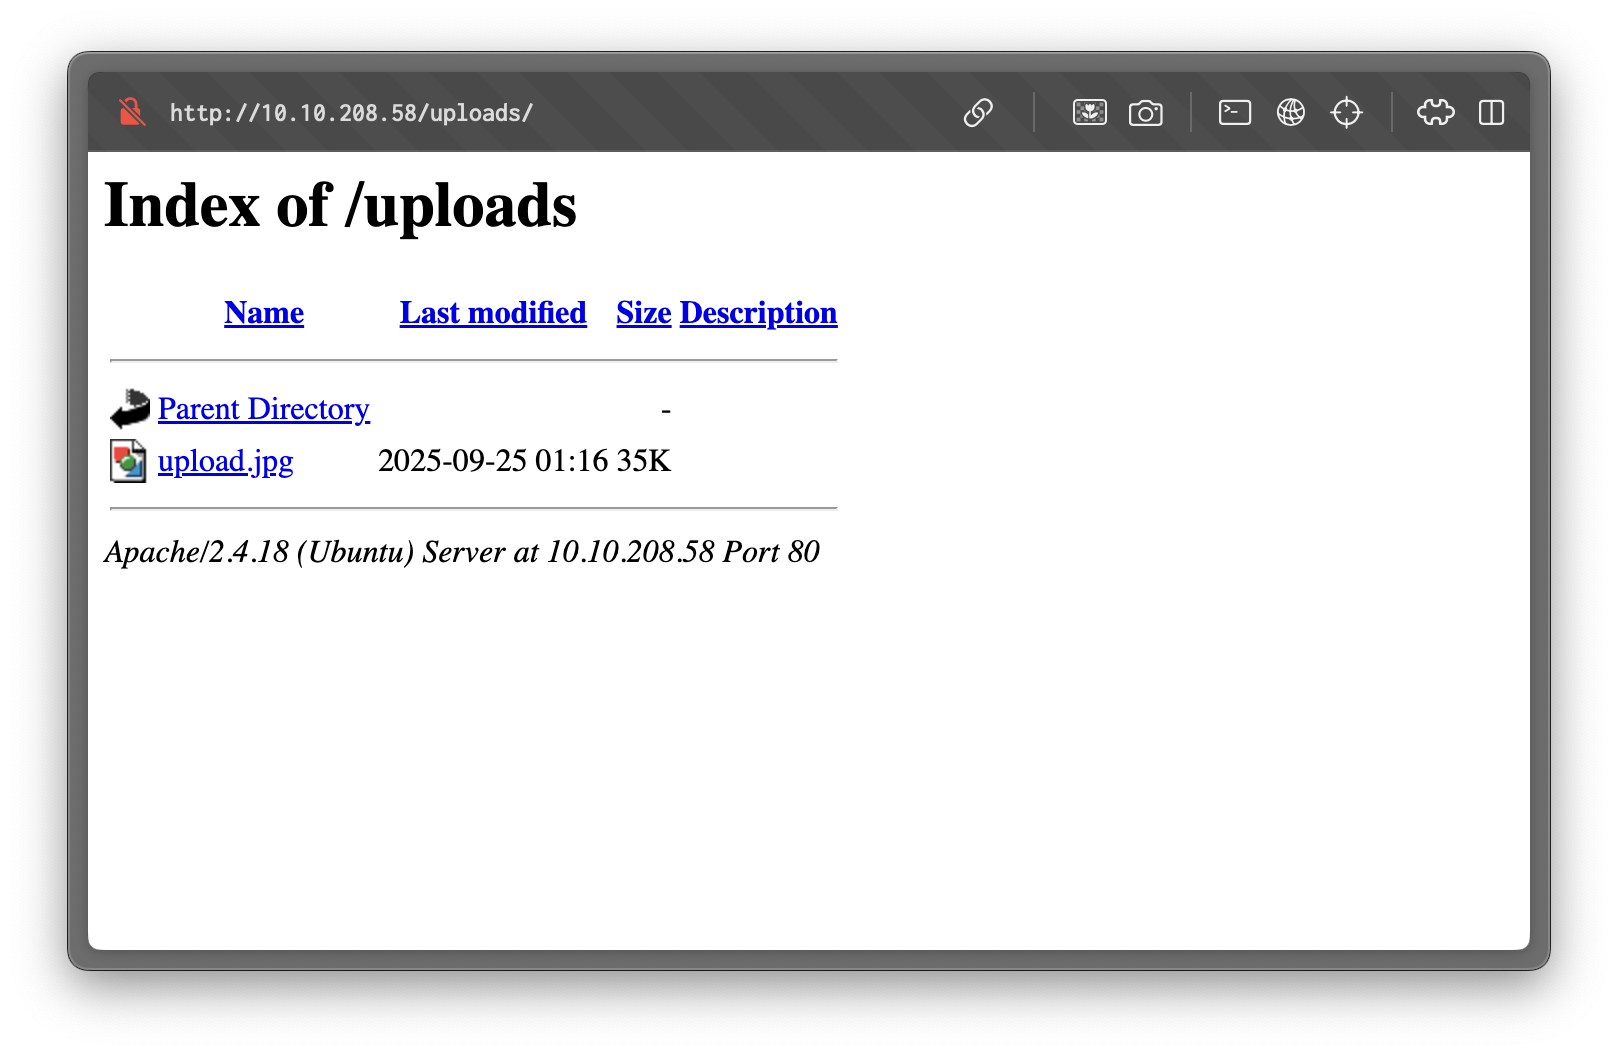 http://10.10.208.58/uploads/
Index of /uploads
Name Last modified Size Description
Parent Directory -
upload.jpg 2025-09-25 01:16 35K
Apache/2.4.18 (Ubuntu) Server at 10.10.208.58 Port 80